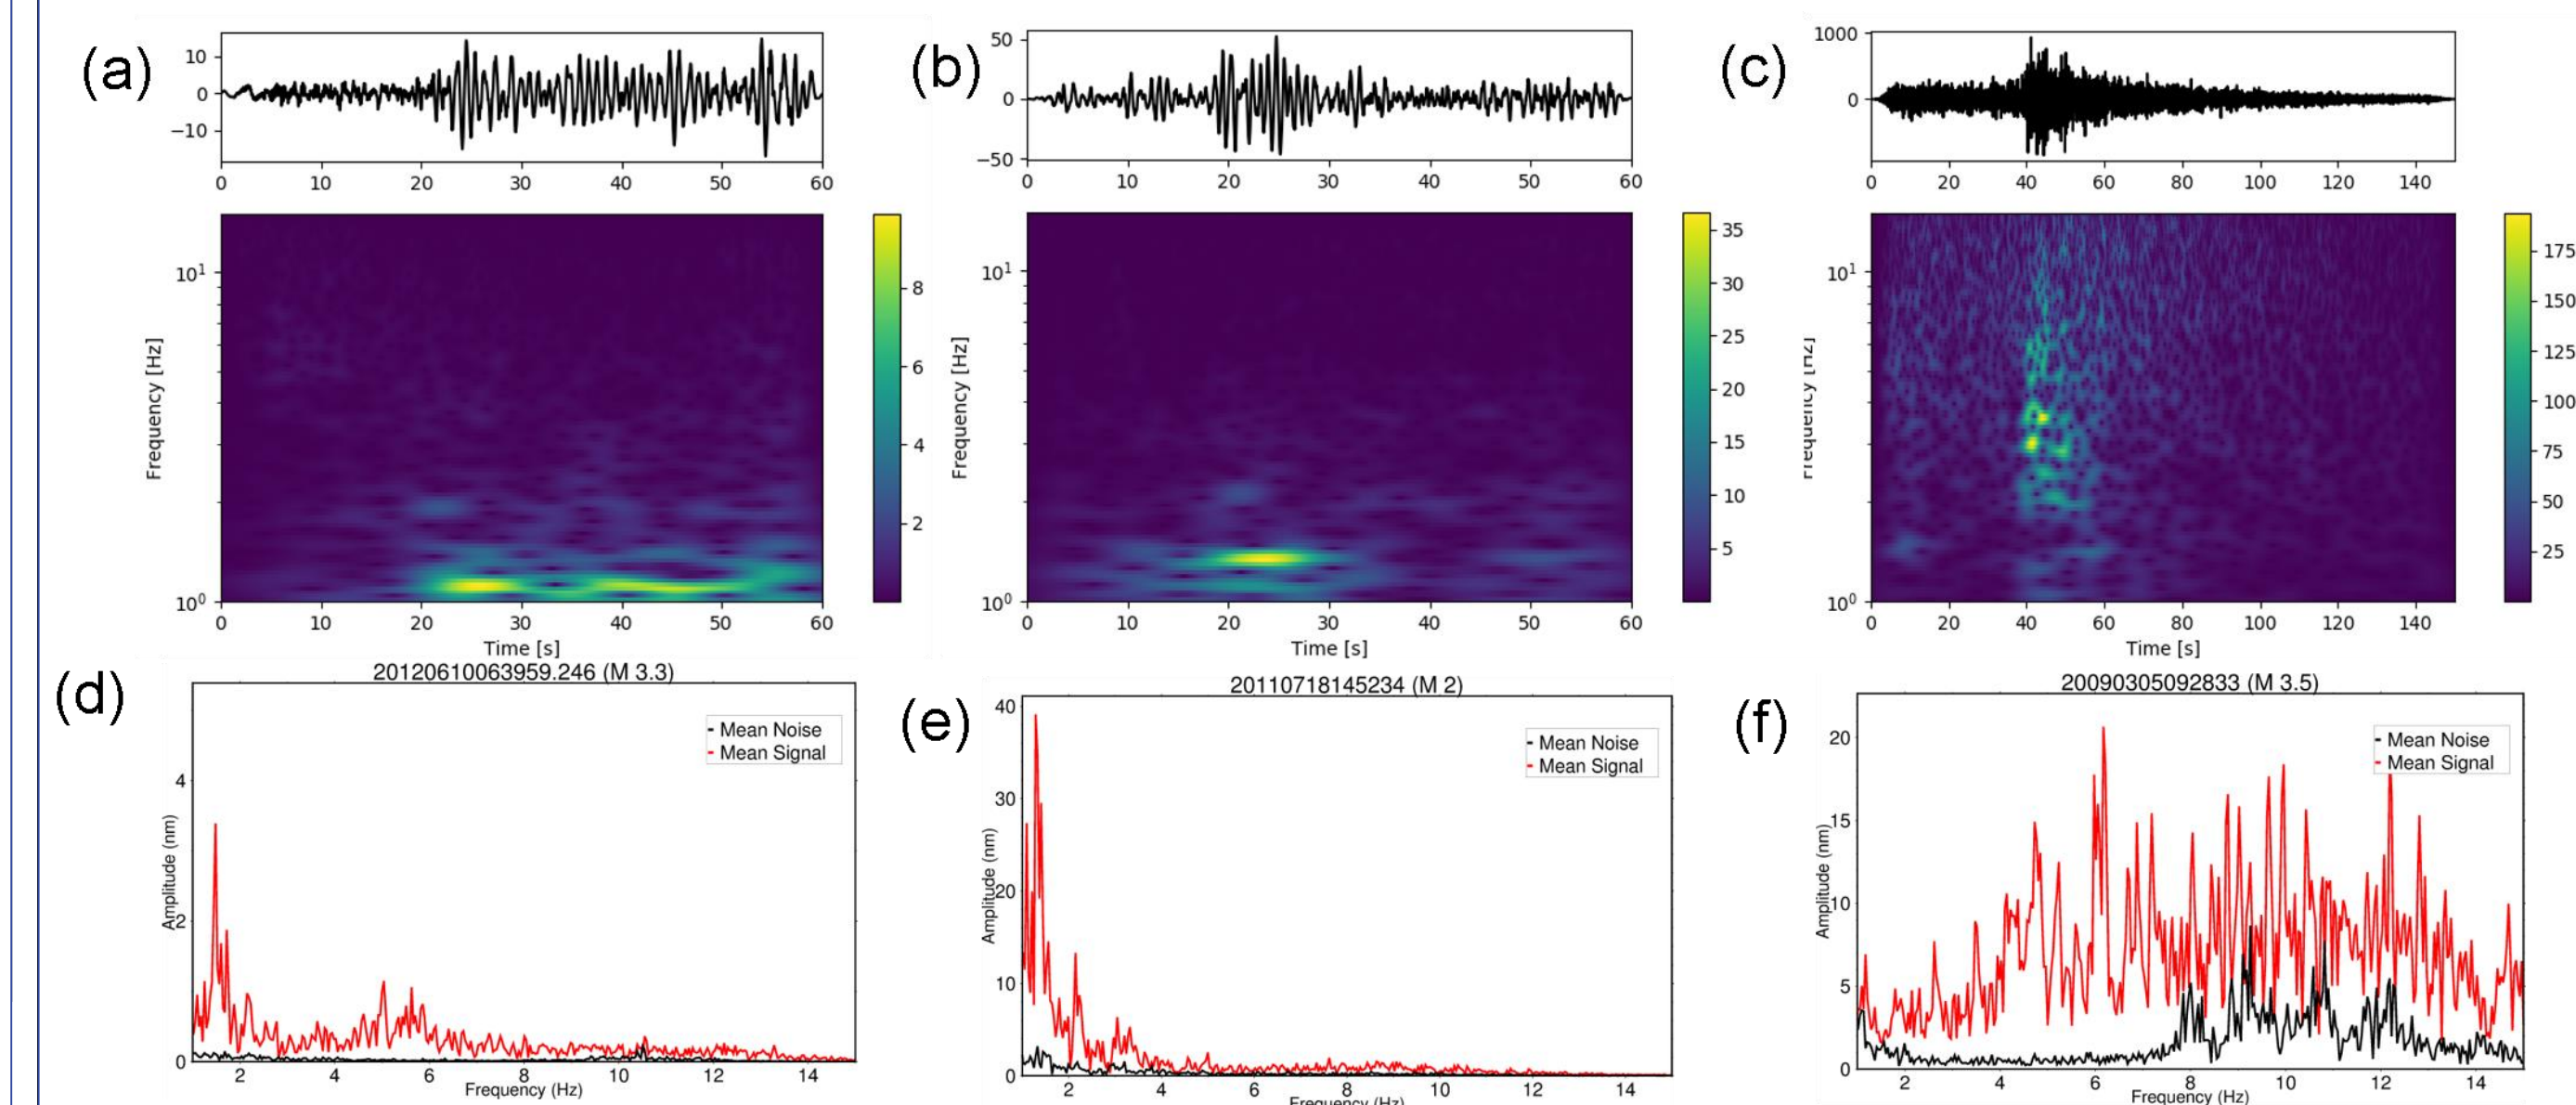 (a)
10
0
−10
0 10 20 30 40 50 60
(b)
50
0
−50
0 10 20 30 40 50 60
(c)
1000
0
0 20 40 60 80 100 120 140
Frequency [Hz]
10¹
10⁰
0 10 20 30 40 50 60
Time [s]
8
6
4
2
Frequency [Hz]
10¹
10⁰
0 10 20 30 40 50 60
Time [s]
35
30
25
20
15
10
5
Frequency [Hz]
10¹
10⁰
0 20 40 60 80 100 120 140
Time [s]
175
150
125
100
75
50
25
(d)
20120610063959.246 (M 3.3)
Mean Noise
Mean Signal
Amplitude (nm)
4
2
0
2 4 6 8 10 12 14
Frequency (Hz)
(e)
20110718145234 (M 2)
Mean Noise
Mean Signal
Amplitude (nm)
40
30
20
10
0
2 4 6 8 10 12 14
Frequency (Hz)
(f)
20090305092833 (M 3.5)
Mean Noise
Mean Signal
Amplitude (nm)
20
15
10
5
0
2 4 6 8 10 12 14
Frequency (Hz)